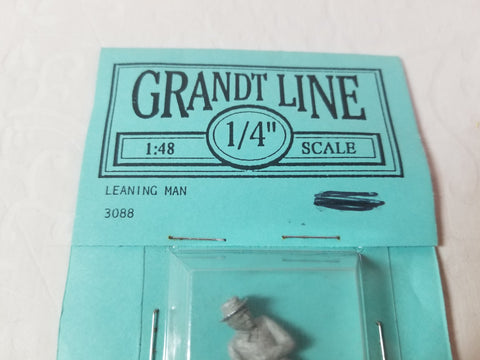 GRANDT LINE
1:48 1/4" SCALE
LEANING MAN
3088